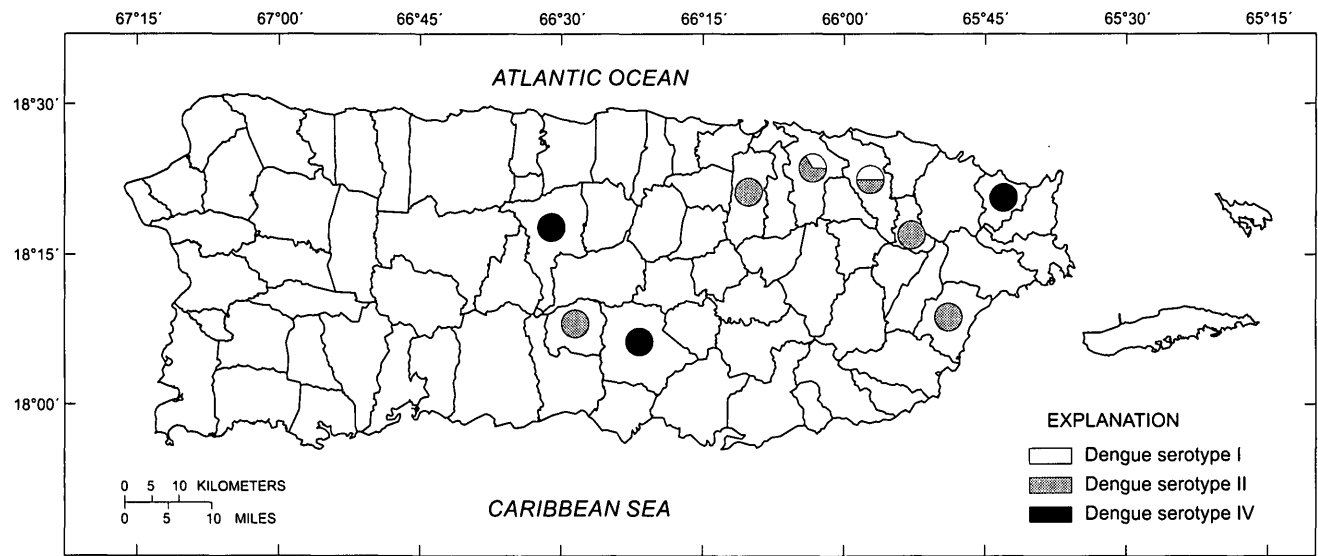 67°15´ 67°00´ 66°45´ 66°30´ 66°15´ 66°00´ 65°45´ 65°30´ 65°15´
ATLANTIC OCEAN
18°30´
18°15´
18°00´
EXPLANATION
Dengue serotype I
Dengue serotype II
Dengue serotype IV
0 5 10 KILOMETERS
0 5 10 MILES
CARIBBEAN SEA